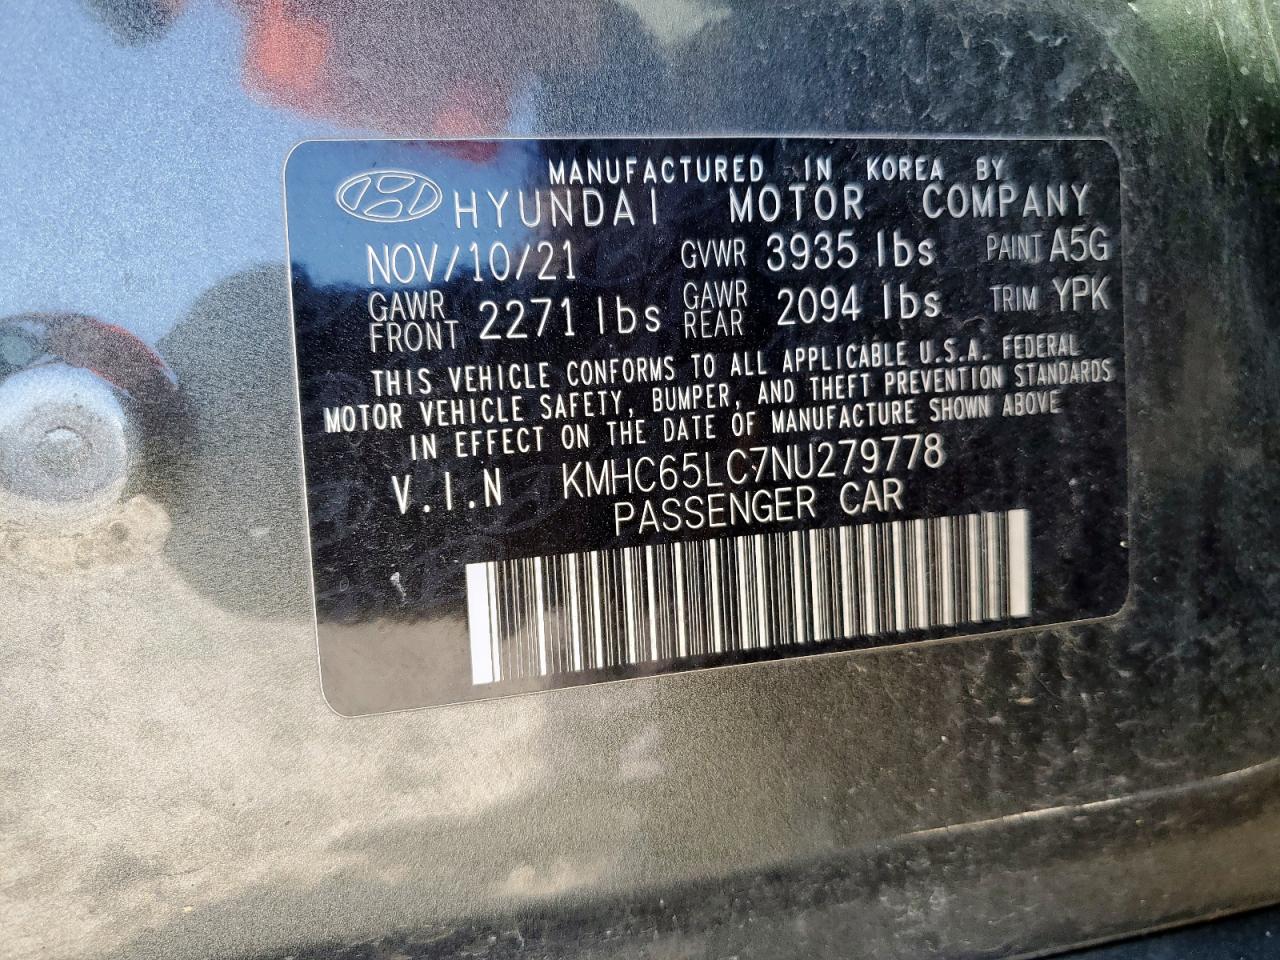 MANUFACTURED IN KOREA BY
HYUNDAI MOTOR COMPANY
NOV/10/21 GVWR 3935 lbs PAINT A5G
GAWR FRONT 2271 lbs GAWR REAR 2094 lbs TRIM YPK
THIS VEHICLE CONFORMS TO ALL APPLICABLE U.S.A. FEDERAL
MOTOR VEHICLE SAFETY, BUMPER, AND THEFT PREVENTION STANDARDS
IN EFFECT ON THE DATE OF MANUFACTURE SHOWN ABOVE
V.I.N KMHC65LC7NU279778
PASSENGER CAR